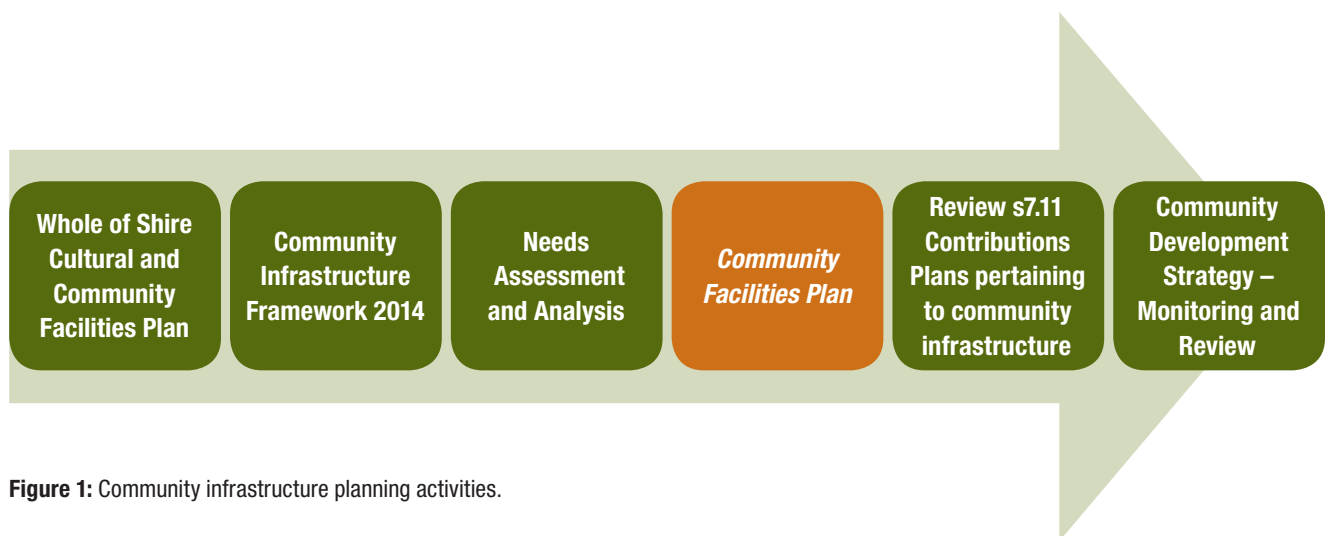 Whole of Shire
Cultural and
Community
Facilities Plan
Community
Infrastructure
Framework 2014
Needs
Assessment
and Analysis
Community
Facilities Plan
Review s7.11
Contributions
Plans pertaining
to community
infrastructure
Community
Development
Strategy –
Monitoring and
Review
Figure 1: Community infrastructure planning activities.